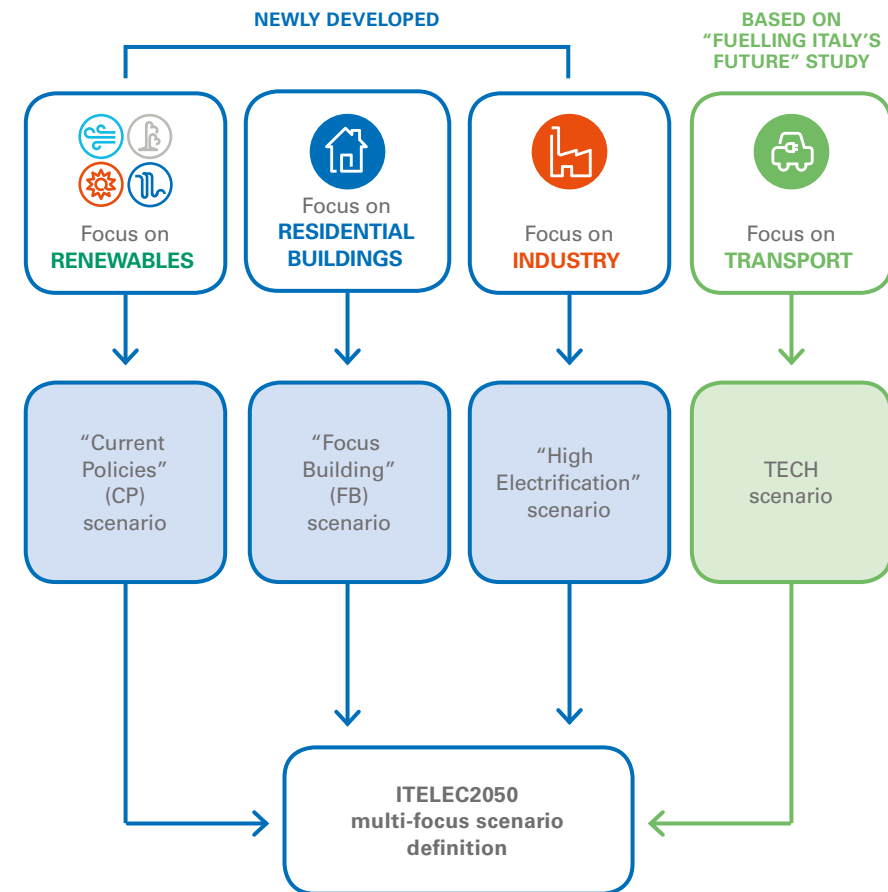 NEWLY DEVELOPED
BASED ON
“FUELLING ITALY’S
FUTURE” STUDY
Focus on
RENEWABLES
Focus on
RESIDENTIAL
BUILDINGS
Focus on
INDUSTRY
Focus on
TRANSPORT
“Current
Policies”
(CP)
scenario
“Focus
Building”
(FB)
scenario
“High
Electrification”
scenario
TECH
scenario
ITELEC2050
multi-focus scenario
definition